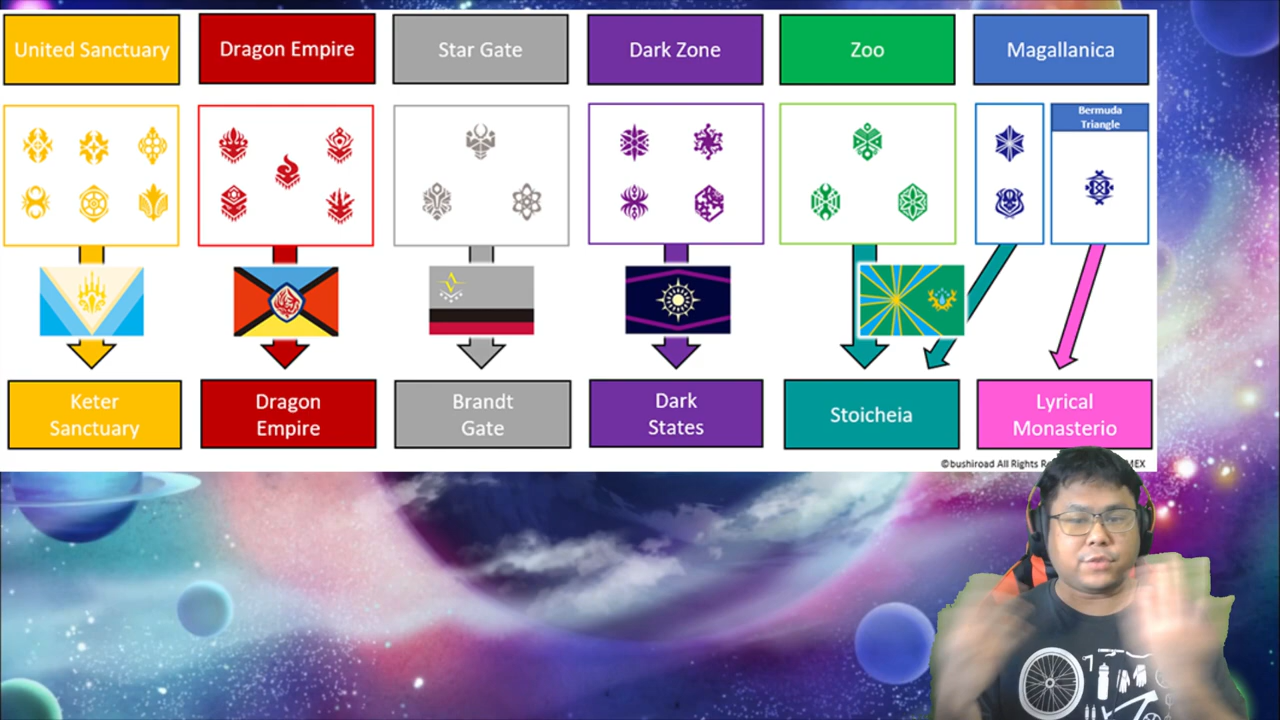 United Sanctuary
Dragon Empire
Star Gate
Dark Zone
Zoo
Magallanica
Bermuda
Triangle
Keter
Sanctuary
Dragon
Empire
Brandt
Gate
Dark
States
Stoicheia
Lyrical
Monasterio
©bushiroad All Rights